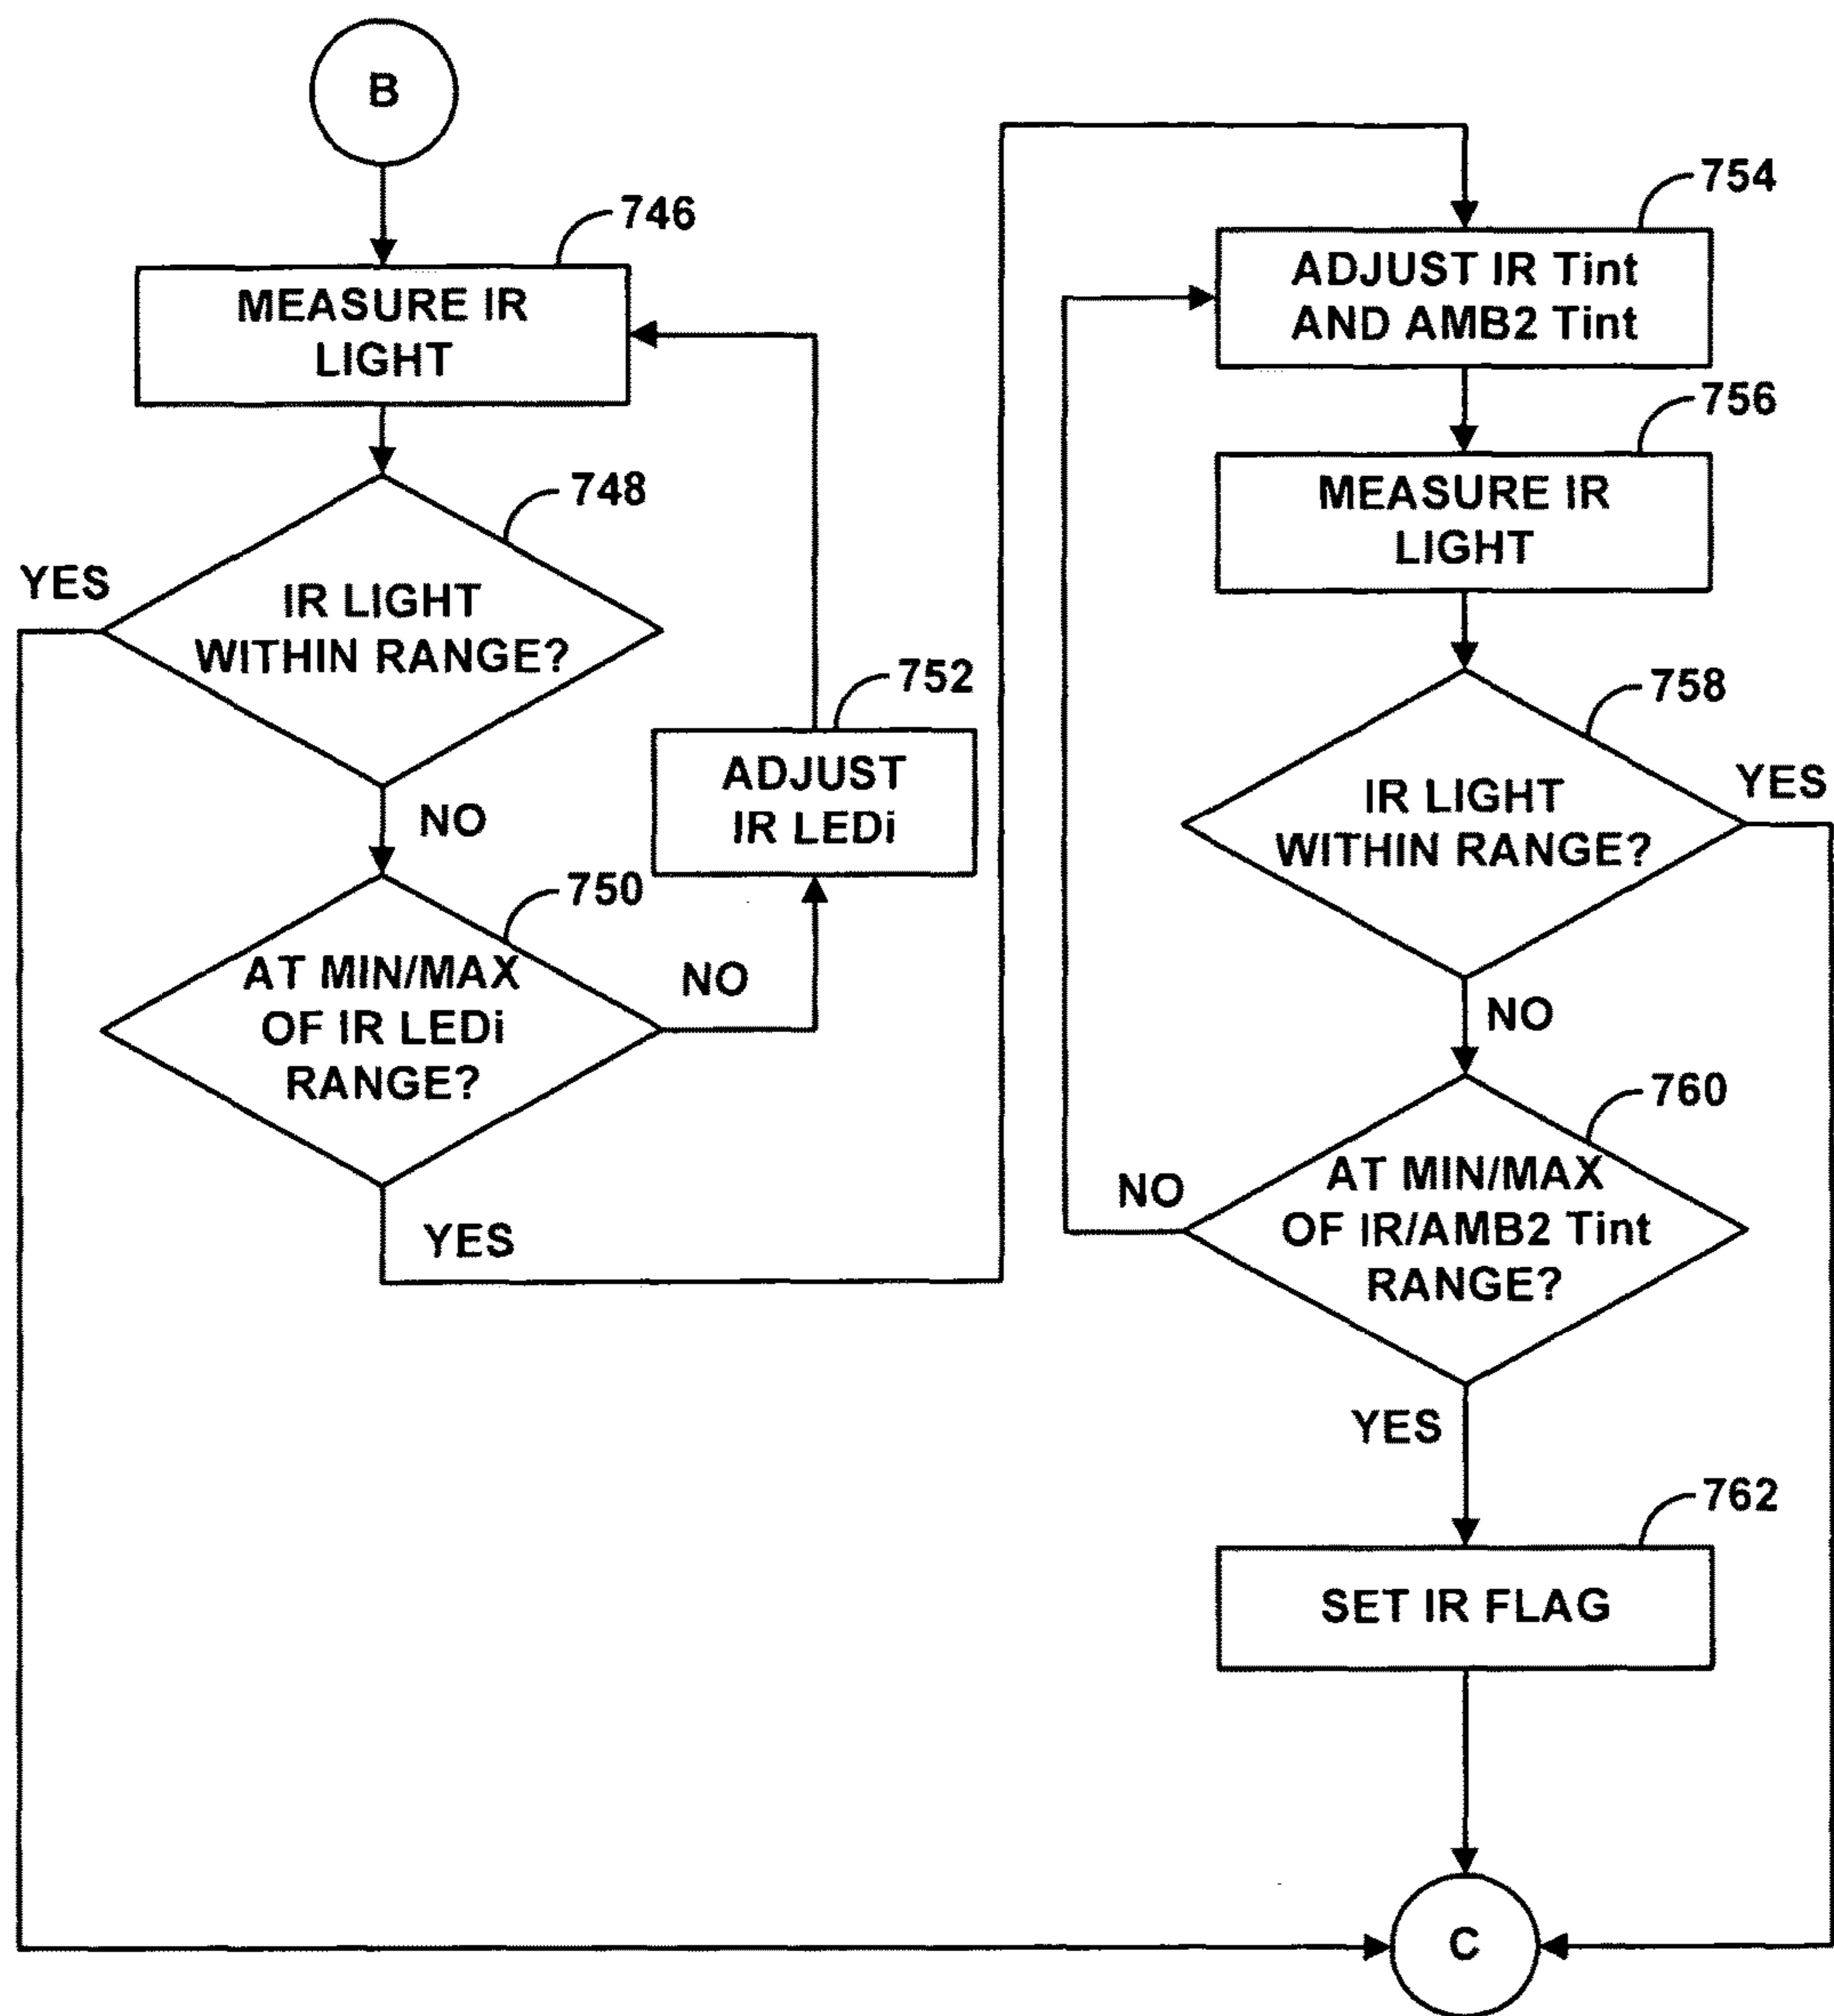 B
746
MEASURE IR
LIGHT
748
YES
IR LIGHT
WITHIN RANGE?
NO
752
ADJUST
IR LEDi
750
AT MIN/MAX
OF IR LEDi
RANGE?
NO
YES
754
ADJUST IR Tint
AND AMB2 Tint
756
MEASURE IR
LIGHT
758
IR LIGHT
WITHIN RANGE?
YES
NO
760
AT MIN/MAX
OF IR/AMB2 Tint
RANGE?
NO
YES
762
SET IR FLAG
C